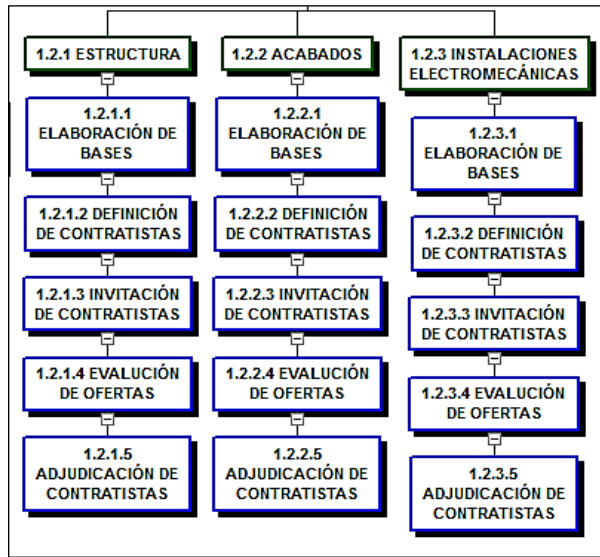 1.2.1 ESTRUCTURA
1.2.1.1
ELABORACIÓN DE
BASES
1.2.1.2 DEFINICIÓN
DE CONTRATISTAS
1.2.1.3 INVITACIÓN
DE CONTRATISTAS
1.2.1.4 EVALUCIÓN
DE OFERTAS
1.2.1.5
ADJUDICACIÓN DE
CONTRATISTAS
1.2.2 ACABADOS
1.2.2.1
ELABORACIÓN DE
BASES
1.2.2.2 DEFINICIÓN
DE CONTRATISTAS
1.2.2.3 INVITACIÓN
DE CONTRATISTAS
1.2.2.4 EVALUCIÓN
DE OFERTAS
1.2.2.5
ADJUDICACIÓN DE
CONTRATISTAS
1.2.3 INSTALACIONES
ELECTROMECÁNICAS
1.2.3.1
ELABORACIÓN DE
BASES
1.2.3.2 DEFINICIÓN
DE CONTRATISTAS
1.2.3.3 INVITACIÓN
DE CONTRATISTAS
1.2.3.4 EVALUCIÓN
DE OFERTAS
1.2.3.5
ADJUDICACIÓN DE
CONTRATISTAS